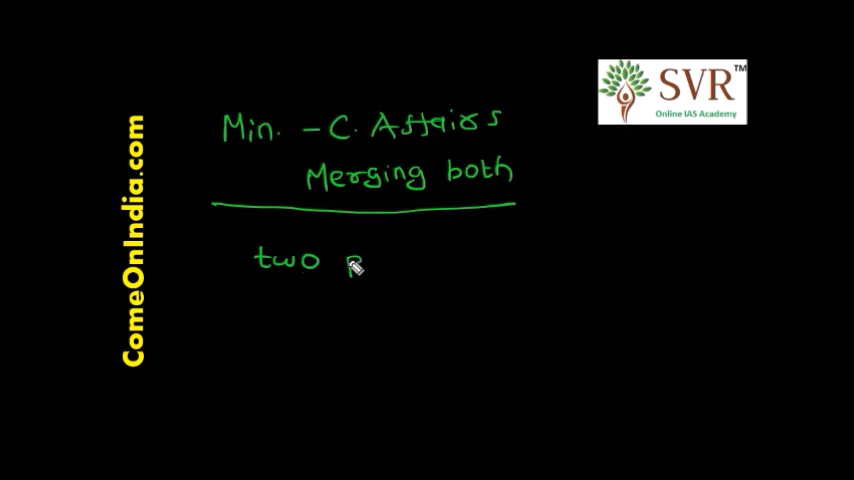 SVR™
Online IAS Academy
ComeOnIndia.com
Min. - C. Affairs
Merging both
two